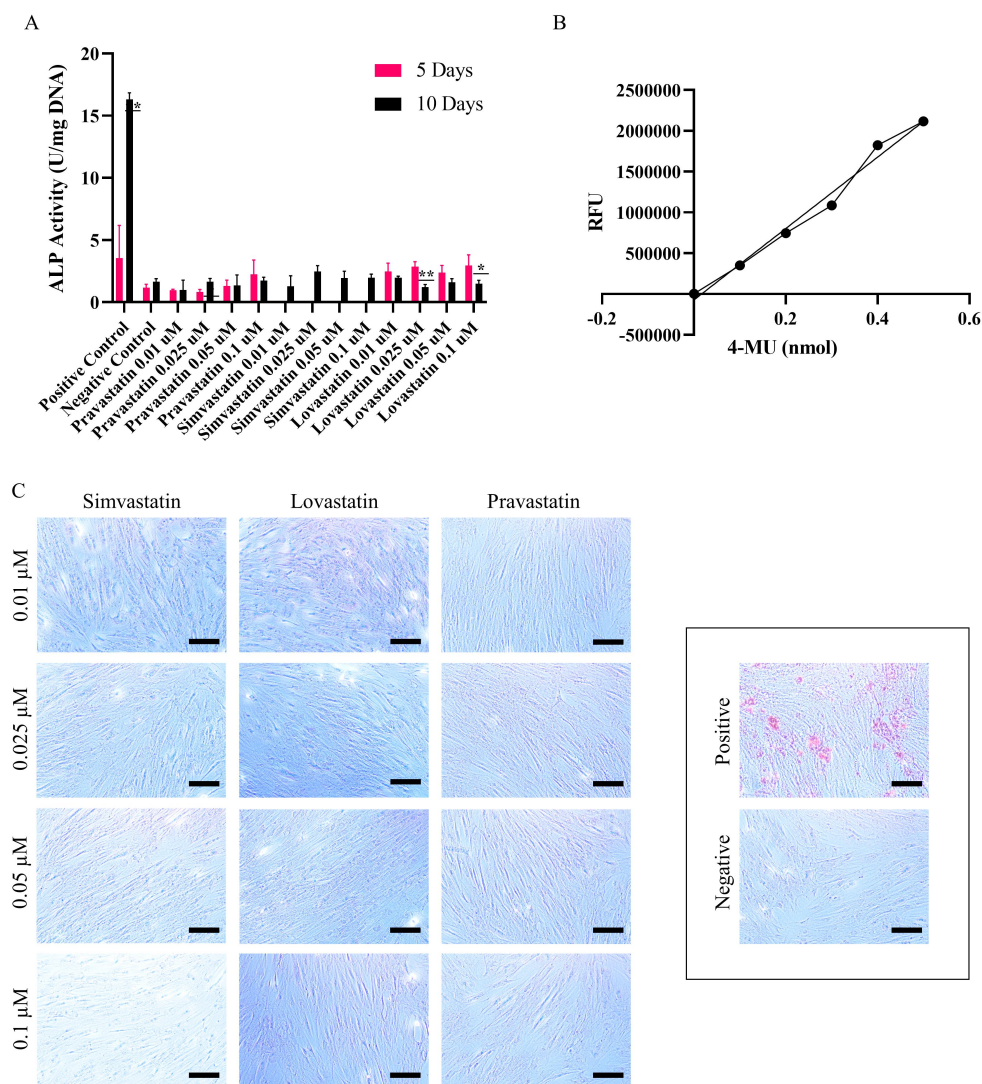 A
B
20
15
10
5
0
ALP Activity (U/mg DNA)
5 Days
10 Days
*
**
*
Positive Control
Negative Control
Pravastatin 0.01 uM
Pravastatin 0.025 uM
Pravastatin 0.05 uM
Pravastatin 0.1 uM
Simvastatin 0.01 uM
Simvastatin 0.025 uM
Simvastatin 0.05 uM
Simvastatin 0.1 uM
Lovastatin 0.01 uM
Lovastatin 0.025 uM
Lovastatin 0.05 uM
Lovastatin 0.1 uM
2500000
2000000
1500000
1000000
500000
0
-500000
RFU
-0.2
0.2
0.4
0.6
4-MU (nmol)
C
Simvastatin
Lovastatin
Pravastatin
0.01 µM
0.025 µM
0.05 µM
0.1 µM
Positive
Negative